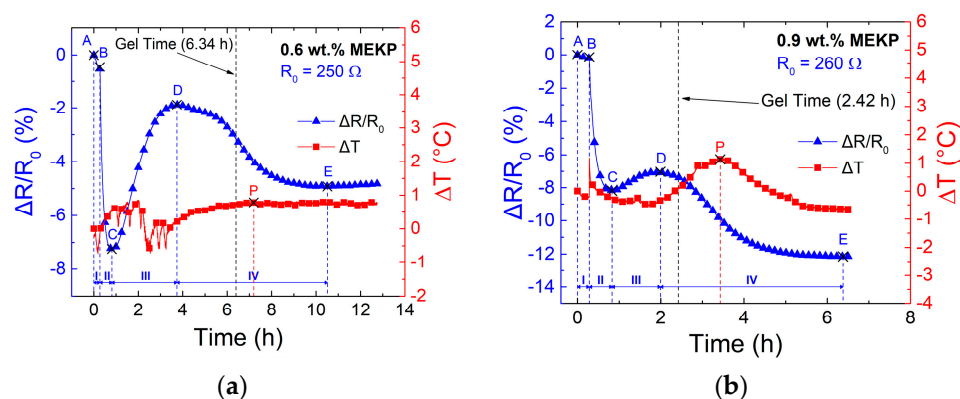 A
B
Gel Time (6.34 h)
0.6 wt.% MEKP
R0 = 250 Ω
D
ΔR/R0
ΔT
E
P
C
I
II
III
IV
0
-2
-4
-6
-8
ΔR/R0 (%)
6
5
4
3
2
1
0
-1
-2
ΔT (°C)
0 2 4 6 8 10 12 14
Time (h)
(a)
A
B
0.9 wt.% MEKP
R0 = 260 Ω
Gel Time (2.42 h)
ΔR/R0
ΔT
D
P
C
E
I
II
III
IV
2
0
-2
-4
-6
-8
-10
-12
-14
ΔR/R0 (%)
6
5
4
3
2
1
0
-1
-2
-3
-4
ΔT (°C)
0 2 4 6 8
Time (h)
(b)